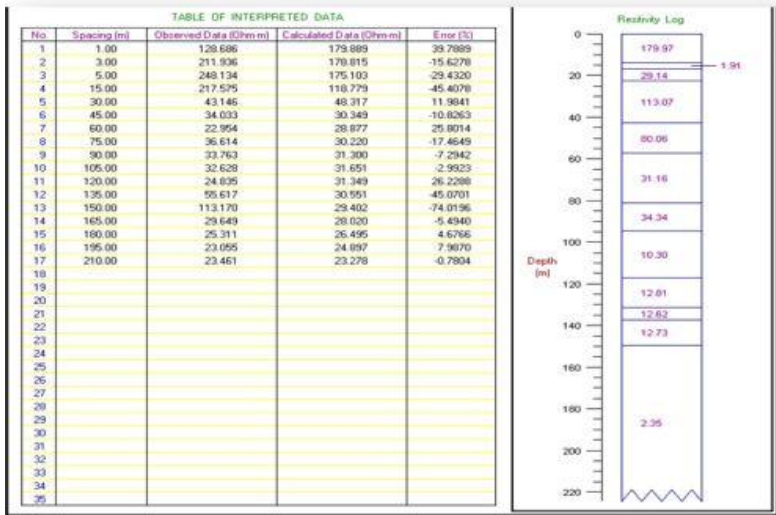 TABLE OF INTERPRETED DATA
No. Spacing (m) Observed Data (Ohm-m) Calculated Data (Ohm-m) Error (%)
1 1.00 128.686 179.889 39.7889
2 3.00 211.936 178.815 -15.6278
3 5.00 248.134 175.103 -29.4320
4 15.00 217.575 118.779 -45.4078
5 30.00 43.146 48.317 11.9841
6 45.00 34.033 30.349 -10.8263
7 60.00 22.954 28.877 25.8014
8 75.00 36.614 30.220 -17.4649
9 90.00 33.763 31.300 -7.2942
10 105.00 32.628 31.651 -2.9923
11 120.00 24.835 31.349 26.2288
12 135.00 55.617 30.551 -45.0701
13 150.00 113.170 29.402 -74.0196
14 165.00 29.649 28.020 -5.4940
15 180.00 25.311 26.495 4.6766
16 195.00 23.055 24.897 7.9870
17 210.00 23.461 23.278 -0.7804
18
19
20
21
22
23
24
25
26
27
28
29
30
31
32
33
34
35
Resitivity Log
0
179.97
1.91
20
29.14
113.07
40
80.06
60
31.16
80
34.34
100
10.30
Depth
(m)
120
12.81
12.62
140
12.73
160
180
2.35
200
220